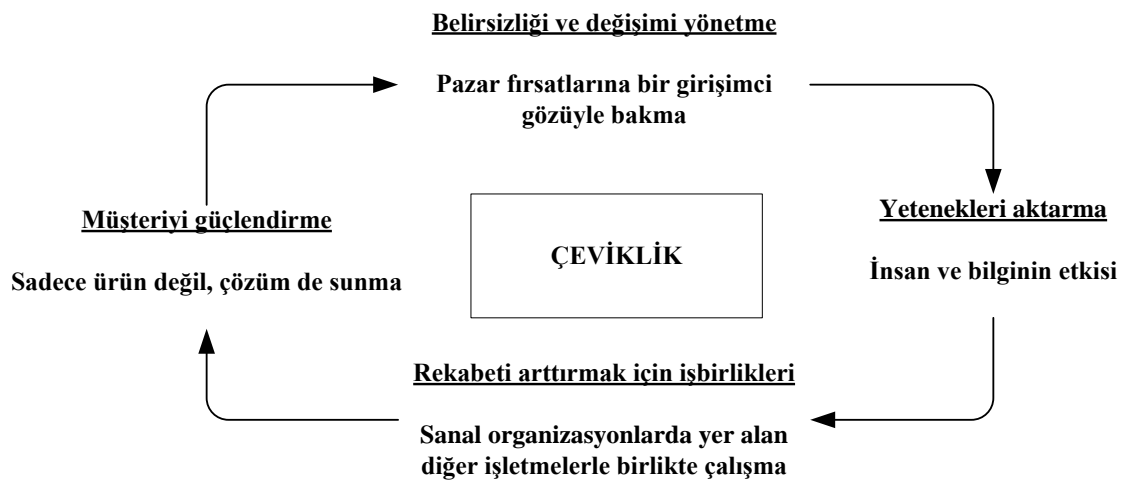 Belirsizliği ve değişimi yönetme
Pazar fırsatlarına bir girişimci
gözüyle bakma
Yetenekleri aktarma
İnsan ve bilginin etkisi
Müşteriyi güçlendirme
Sadece ürün değil, çözüm de sunma
ÇEVİKLİK
Rekabeti arttırmak için işbirlikleri
Sanal organizasyonlarda yer alan
diğer işletmelerle birlikte çalışma